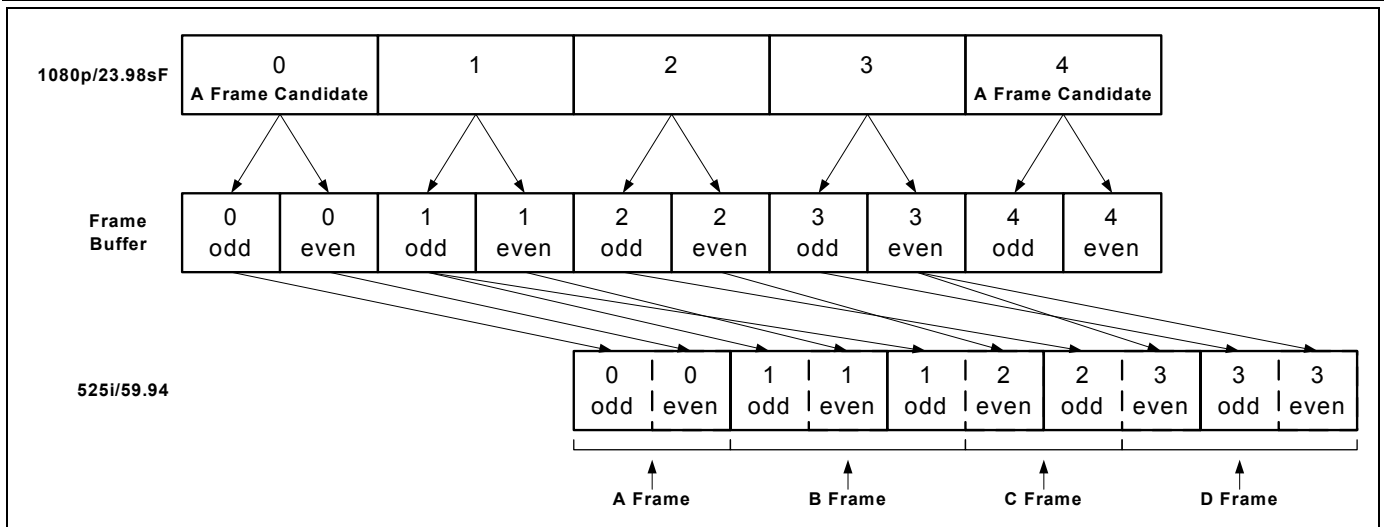 1080p/23.98sF
0
A Frame Candidate
1
2
3
4
A Frame Candidate
Frame
Buffer
0
odd
0
even
1
odd
1
even
2
odd
2
even
3
odd
3
even
4
odd
4
even
525i/59.94
0
odd
0
even
1
odd
1
even
1
odd
2
even
2
odd
3
even
3
odd
3
even
A Frame
B Frame
C Frame
D Frame